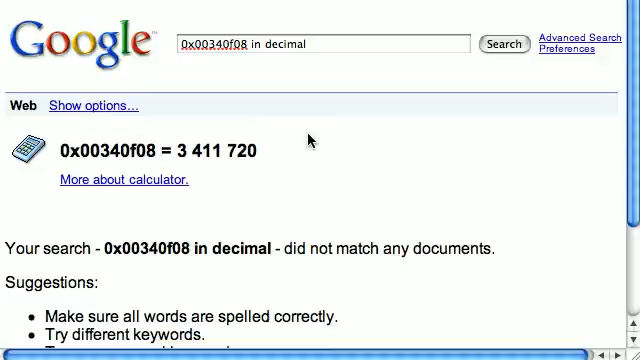 Google
0x00340f08 in decimal
Search
Advanced Search
Preferences
Web Show options...
0x00340f08 = 3 411 720
More about calculator.
Your search - 0x00340f08 in decimal - did not match any documents.
Suggestions:
• Make sure all words are spelled correctly.
• Try different keywords.